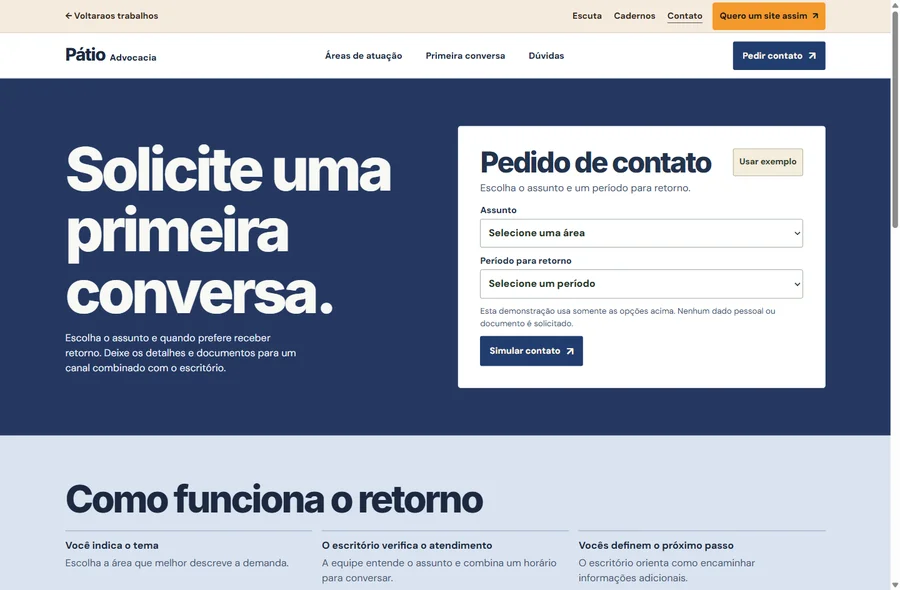 ← Voltaraos trabalhos
Escuta
Cadernos
Contato
Quero um site assim ↗
Pátio Advocacia
Áreas de atuação
Primeira conversa
Dúvidas
Pedir contato ↗
Solicite uma
primeira
conversa.
Escolha o assunto e quando prefere receber
retorno. Deixe os detalhes e documentos para um
canal combinado com o escritório.
Pedido de contato
Usar exemplo
Escolha o assunto e um período para retorno.
Assunto
Selecione uma área
Período para retorno
Selecione um período
Esta demonstração usa somente as opções acima. Nenhum dado pessoal ou
documento é solicitado.
Simular contato ↗
Como funciona o retorno
Você indica o tema
Escolha a área que melhor descreve a demanda.
O escritório verifica o atendimento
A equipe entende o assunto e combina um horário
para conversar.
Vocês definem o próximo passo
O escritório orienta como encaminhar
informações adicionais.